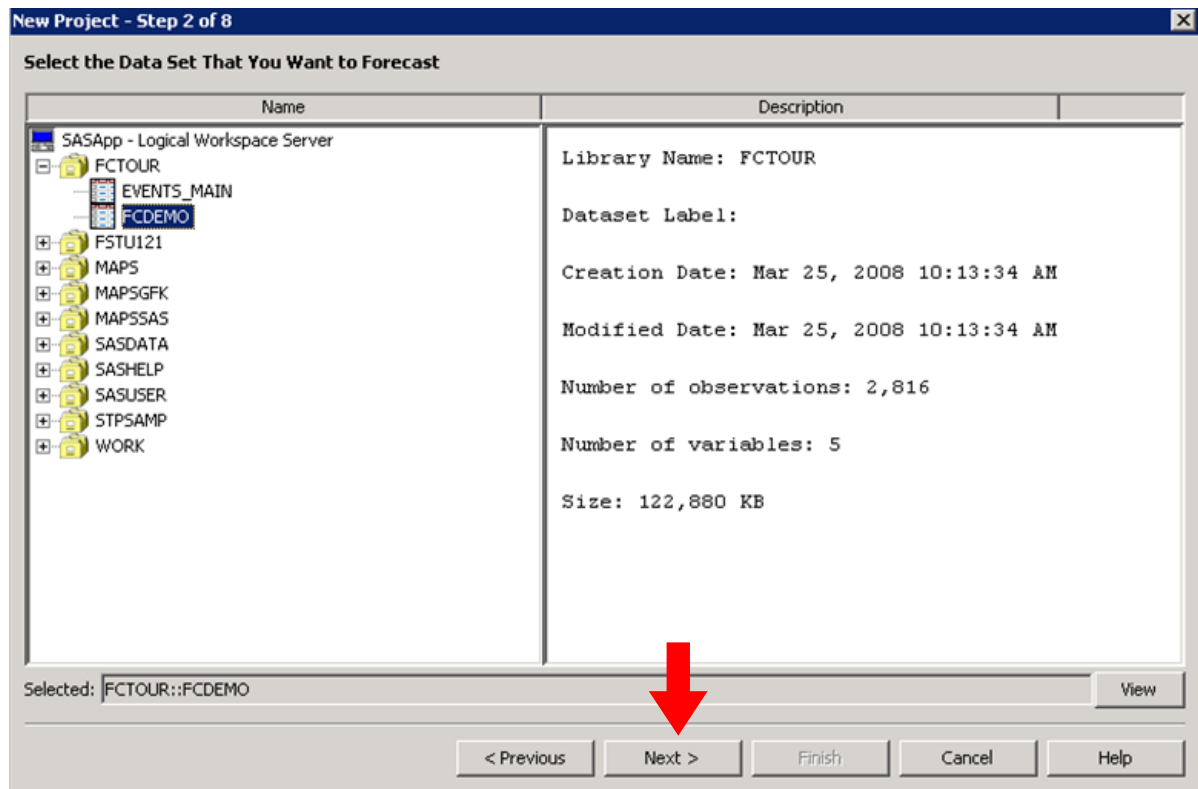 New Project - Step 2 of 8
Select the Data Set That You Want to Forecast
Name
Description
SASApp - Logical Workspace Server
FCTOUR
EVENTS_MAIN
FCDEMO
FSTU121
MAPS
MAPSGFK
MAPSSAS
SASDATA
SASHELP
SASUSER
STPSAMP
WORK
Library Name: FCTOUR
Dataset Label:
Creation Date: Mar 25, 2008 10:13:34 AM
Modified Date: Mar 25, 2008 10:13:34 AM
Number of observations: 2,816
Number of variables: 5
Size: 122,880 KB
Selected: FCTOUR::FCDEMO
View
< Previous
Next >
Finish
Cancel
Help